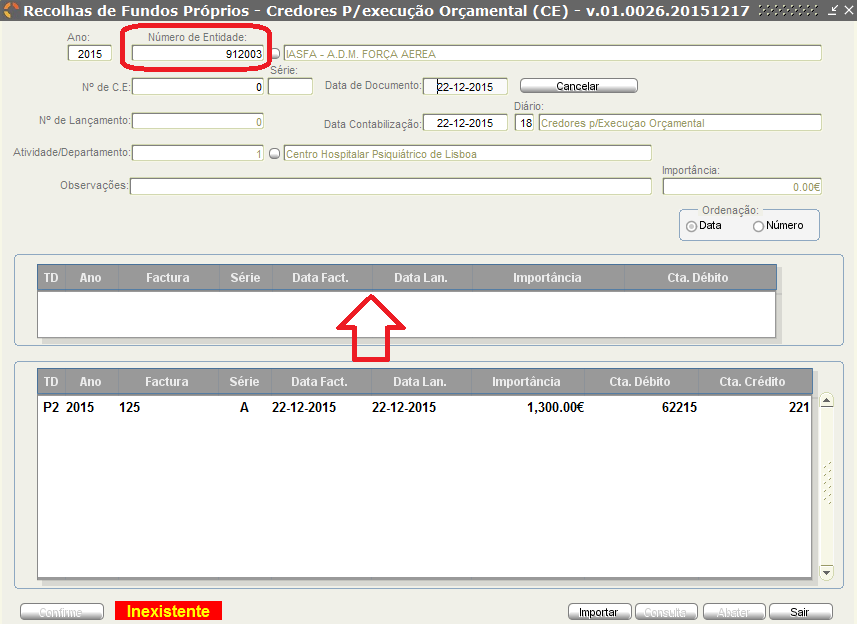 Recolhas de Fundos Próprios - Credores P/execução Orçamental (CE) - v.01.0026.20151217
Ano: Número de Entidade:
2015 912003 IASFA - A.D.M. FORÇA AEREA
Série:
Nº de C.E: 0 Data de Documento: 22-12-2015 Cancelar
Diário:
Nº de Lançamento: 0 Data Contabilização: 22-12-2015 18 Credores p/Execuçao Orçamental
Atividade/Departamento: 1 Centro Hospitalar Psiquiátrico de Lisboa
Importância:
Observações: 0.00€
Ordenação:
Data Número
TD Ano Factura Série Data Fact. Data Lan. Importância Cta. Débito
TD Ano Factura Série Data Fact. Data Lan. Importância Cta. Débito Cta. Crédito
P2 2015 125 A 22-12-2015 22-12-2015 1,300.00€ 62215 221
Confirme Inexistente Importar Consulta Abater Sair